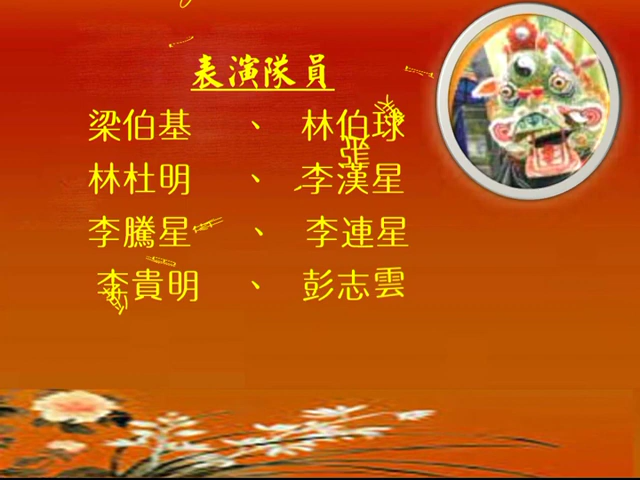 表演隊員
梁伯基 、 林伯球
林杜明 、 李漢星
李騰星 、 李連星
李貴明 、 彭志雲
張